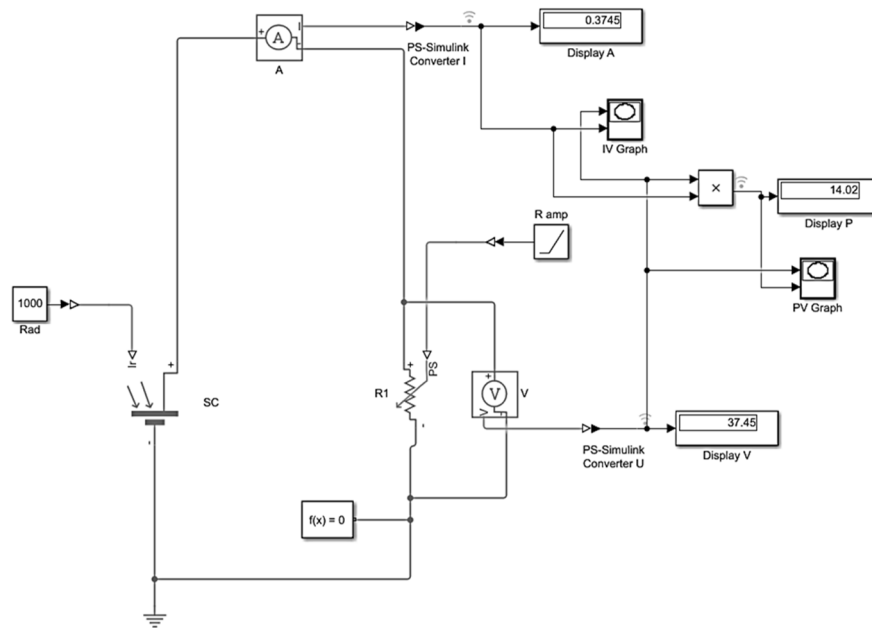 0.3745
+
A
I
-
PS-Simulink
Converter I
Display A
A
IV Graph
×
14.02
Display P
R amp
1000
Rad
PV Graph
Ir
+
+
PS
+
R1
V
V
SC
V
-
-
-
37.45
PS-Simulink
Converter U
Display V
f(x) = 0